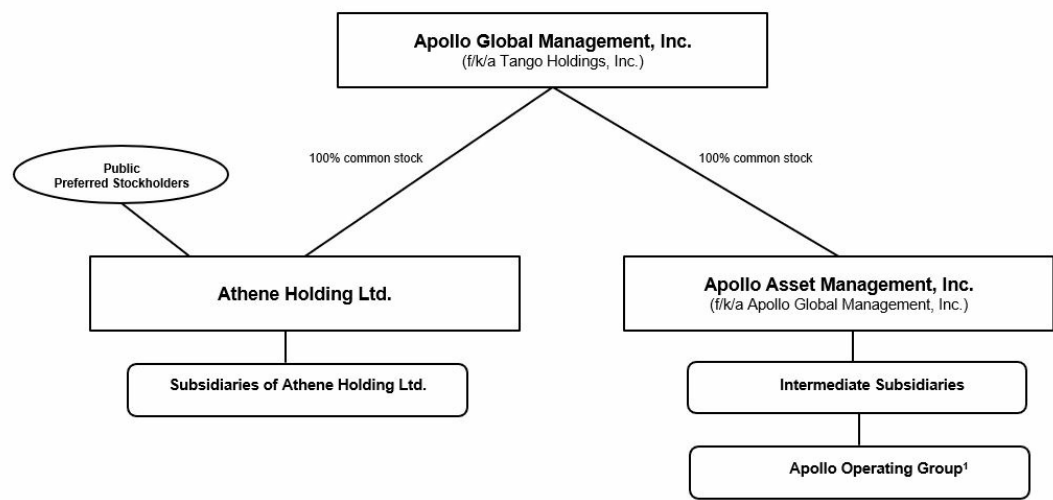 Apollo Global Management, Inc.
(f/k/a Tango Holdings, Inc.)
100% common stock
100% common stock
Public
Preferred Stockholders
Athene Holding Ltd.
Apollo Asset Management, Inc.
(f/k/a Apollo Global Management, Inc.)
Subsidiaries of Athene Holding Ltd.
Intermediate Subsidiaries
Apollo Operating Group¹